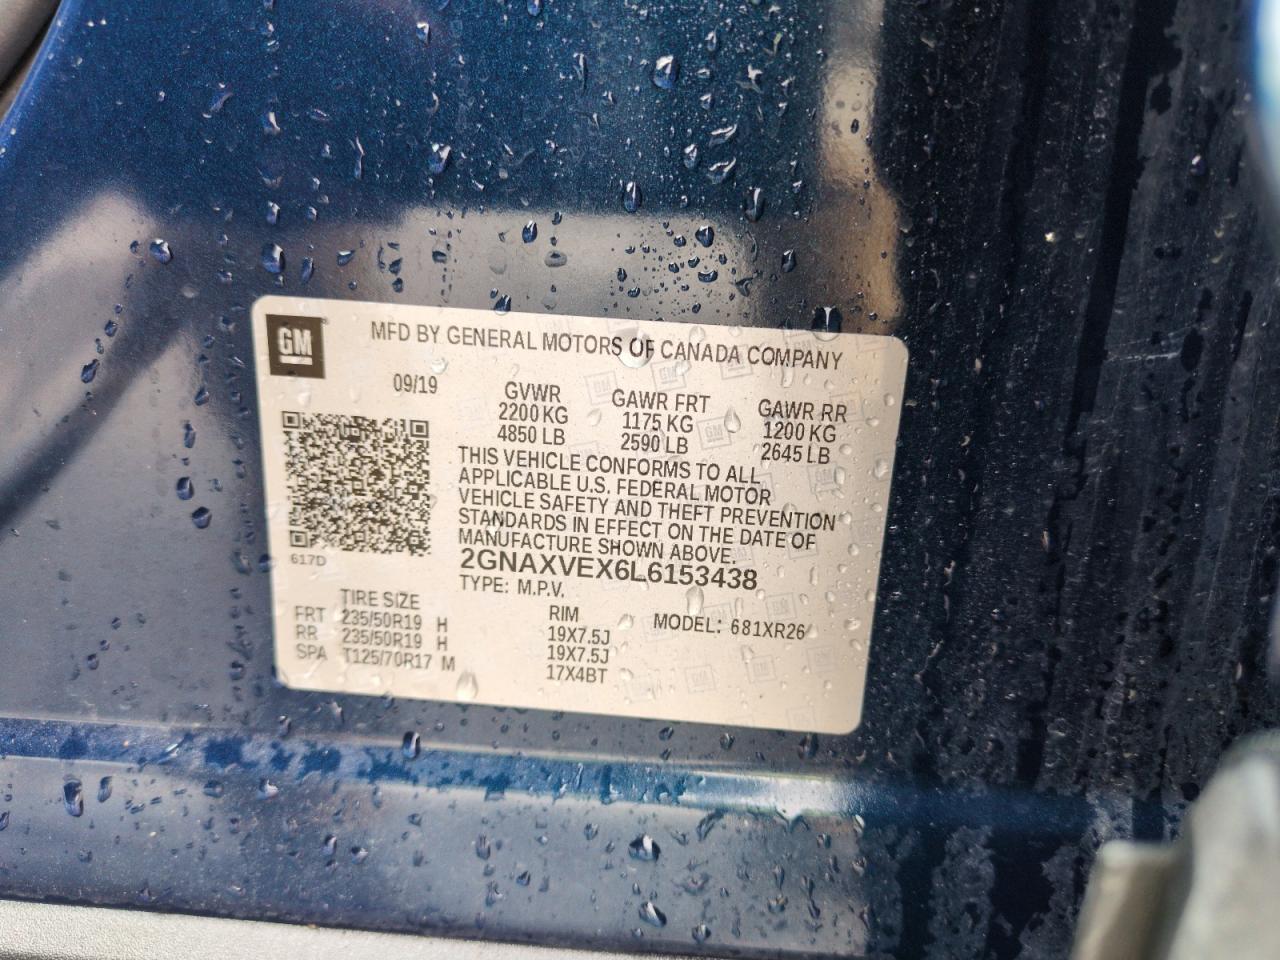 GM
MFD BY GENERAL MOTORS OF CANADA COMPANY
09/19
GVWR
2200 KG
4850 LB
GAWR FRT
1175 KG
2590 LB
GAWR RR
1200 KG
2645 LB
THIS VEHICLE CONFORMS TO ALL
APPLICABLE U.S. FEDERAL MOTOR
VEHICLE SAFETY AND THEFT PREVENTION
STANDARDS IN EFFECT ON THE DATE OF
MANUFACTURE SHOWN ABOVE.
617D
2GNAXVEX6L6153438
TYPE: M.P.V.
TIRE SIZE RIM MODEL: 681XR26
FRT 235/50R19 H 19X7.5J
RR 235/50R19 H 19X7.5J
SPA T125/70R17 M 17X4BT